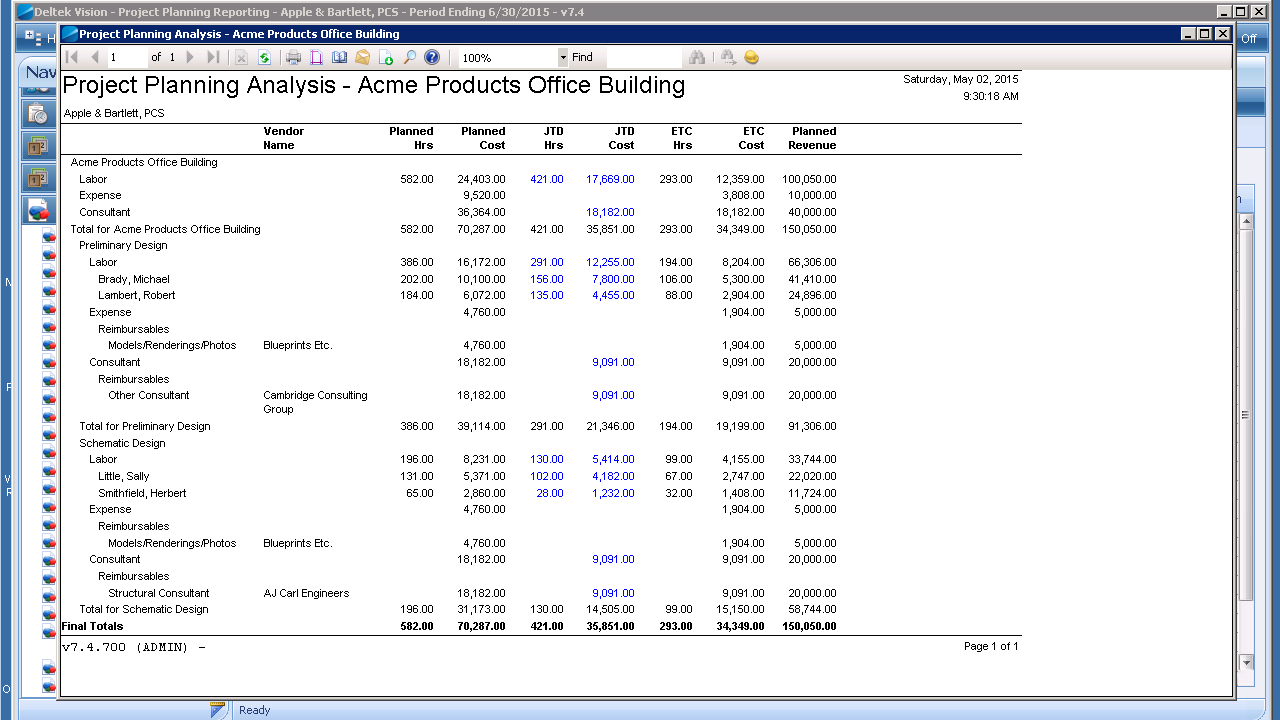 Deltek Vision - Project Planning Reporting - Apple & Bartlett, PCS - Period Ending 6/30/2015 - v7.4
Project Planning Analysis - Acme Products Office Building
Off
Nav
1 of 1 100% Find
Project Planning Analysis - Acme Products Office Building
Saturday, May 02, 2015
9:30:18 AM
Apple & Bartlett, PCS
Vendor Name Planned Hrs Planned Cost JTD Hrs JTD Cost ETC Hrs ETC Cost Planned Revenue
Acme Products Office Building
Labor 582.00 24,403.00 421.00 17,669.00 293.00 12,359.00 100,050.00
Expense 9,520.00 3,808.00 10,000.00
Consultant 36,364.00 18,182.00 18,182.00 40,000.00
Total for Acme Products Office Building 582.00 70,287.00 421.00 35,851.00 293.00 34,349.00 150,050.00
Preliminary Design
Labor 386.00 16,172.00 291.00 12,255.00 194.00 8,204.00 66,306.00
Brady, Michael 202.00 10,100.00 156.00 7,800.00 106.00 5,300.00 41,410.00
Lambert, Robert 184.00 6,072.00 135.00 4,455.00 88.00 2,904.00 24,896.00
Expense 4,760.00 1,904.00 5,000.00
Reimbursables
Models/Renderings/Photos Blueprints Etc. 4,760.00 1,904.00 5,000.00
Consultant 18,182.00 9,091.00 9,091.00 20,000.00
Reimbursables
Other Consultant Cambridge Consulting 18,182.00 9,091.00 9,091.00 20,000.00
Group
Total for Preliminary Design 386.00 39,114.00 291.00 21,346.00 194.00 19,199.00 91,306.00
Schematic Design
Labor 196.00 8,231.00 130.00 5,414.00 99.00 4,155.00 33,744.00
Little, Sally 131.00 5,371.00 102.00 4,182.00 67.00 2,747.00 22,020.00
Smithfield, Herbert 65.00 2,860.00 28.00 1,232.00 32.00 1,408.00 11,724.00
Expense 4,760.00 1,904.00 5,000.00
Reimbursables
Models/Renderings/Photos Blueprints Etc. 4,760.00 1,904.00 5,000.00
Consultant 18,182.00 9,091.00 9,091.00 20,000.00
Reimbursables
Structural Consultant AJ Carl Engineers 18,182.00 9,091.00 9,091.00 20,000.00
Total for Schematic Design 196.00 31,173.00 130.00 14,505.00 99.00 15,150.00 58,744.00
Final Totals 582.00 70,287.00 421.00 35,851.00 293.00 34,349.00 150,050.00
v7.4.700 (ADMIN) -
Page 1 of 1
Ready